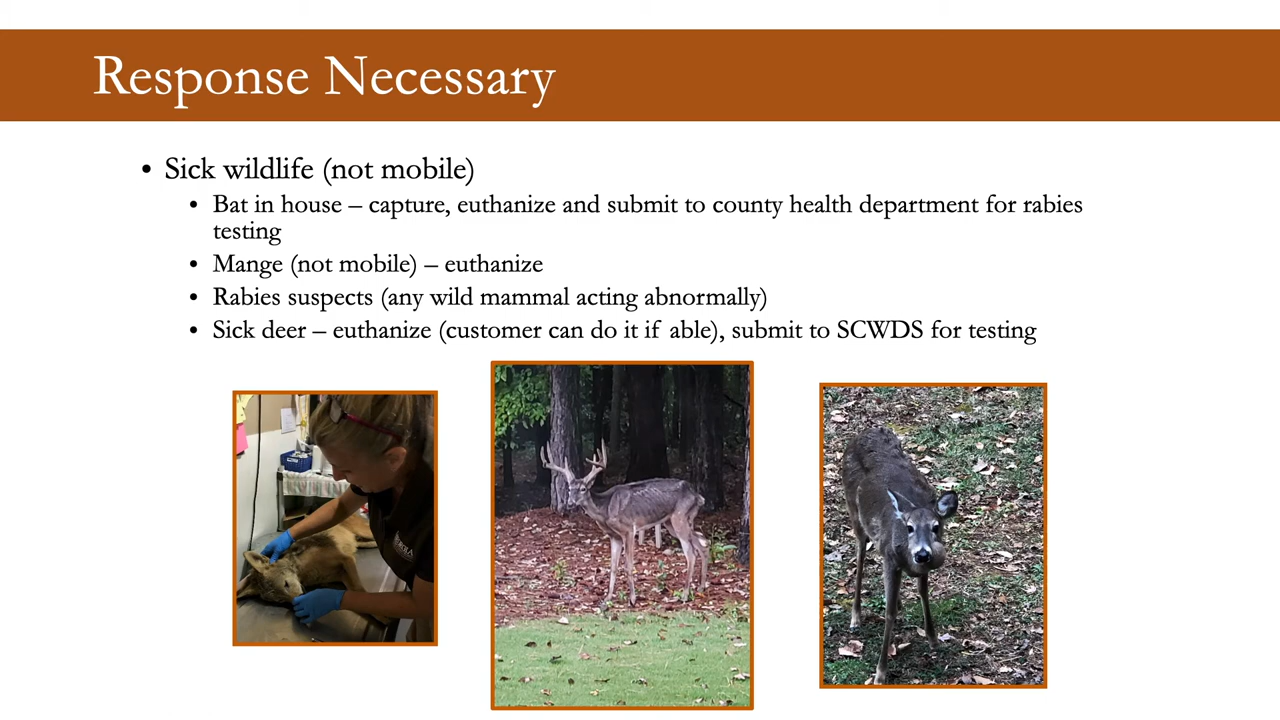 Response Necessary
• Sick wildlife (not mobile)
• Bat in house – capture, euthanize and submit to county health department for rabies
testing
• Mange (not mobile) – euthanize
• Rabies suspects (any wild mammal acting abnormally)
• Sick deer – euthanize (customer can do it if able), submit to SCWDS for testing